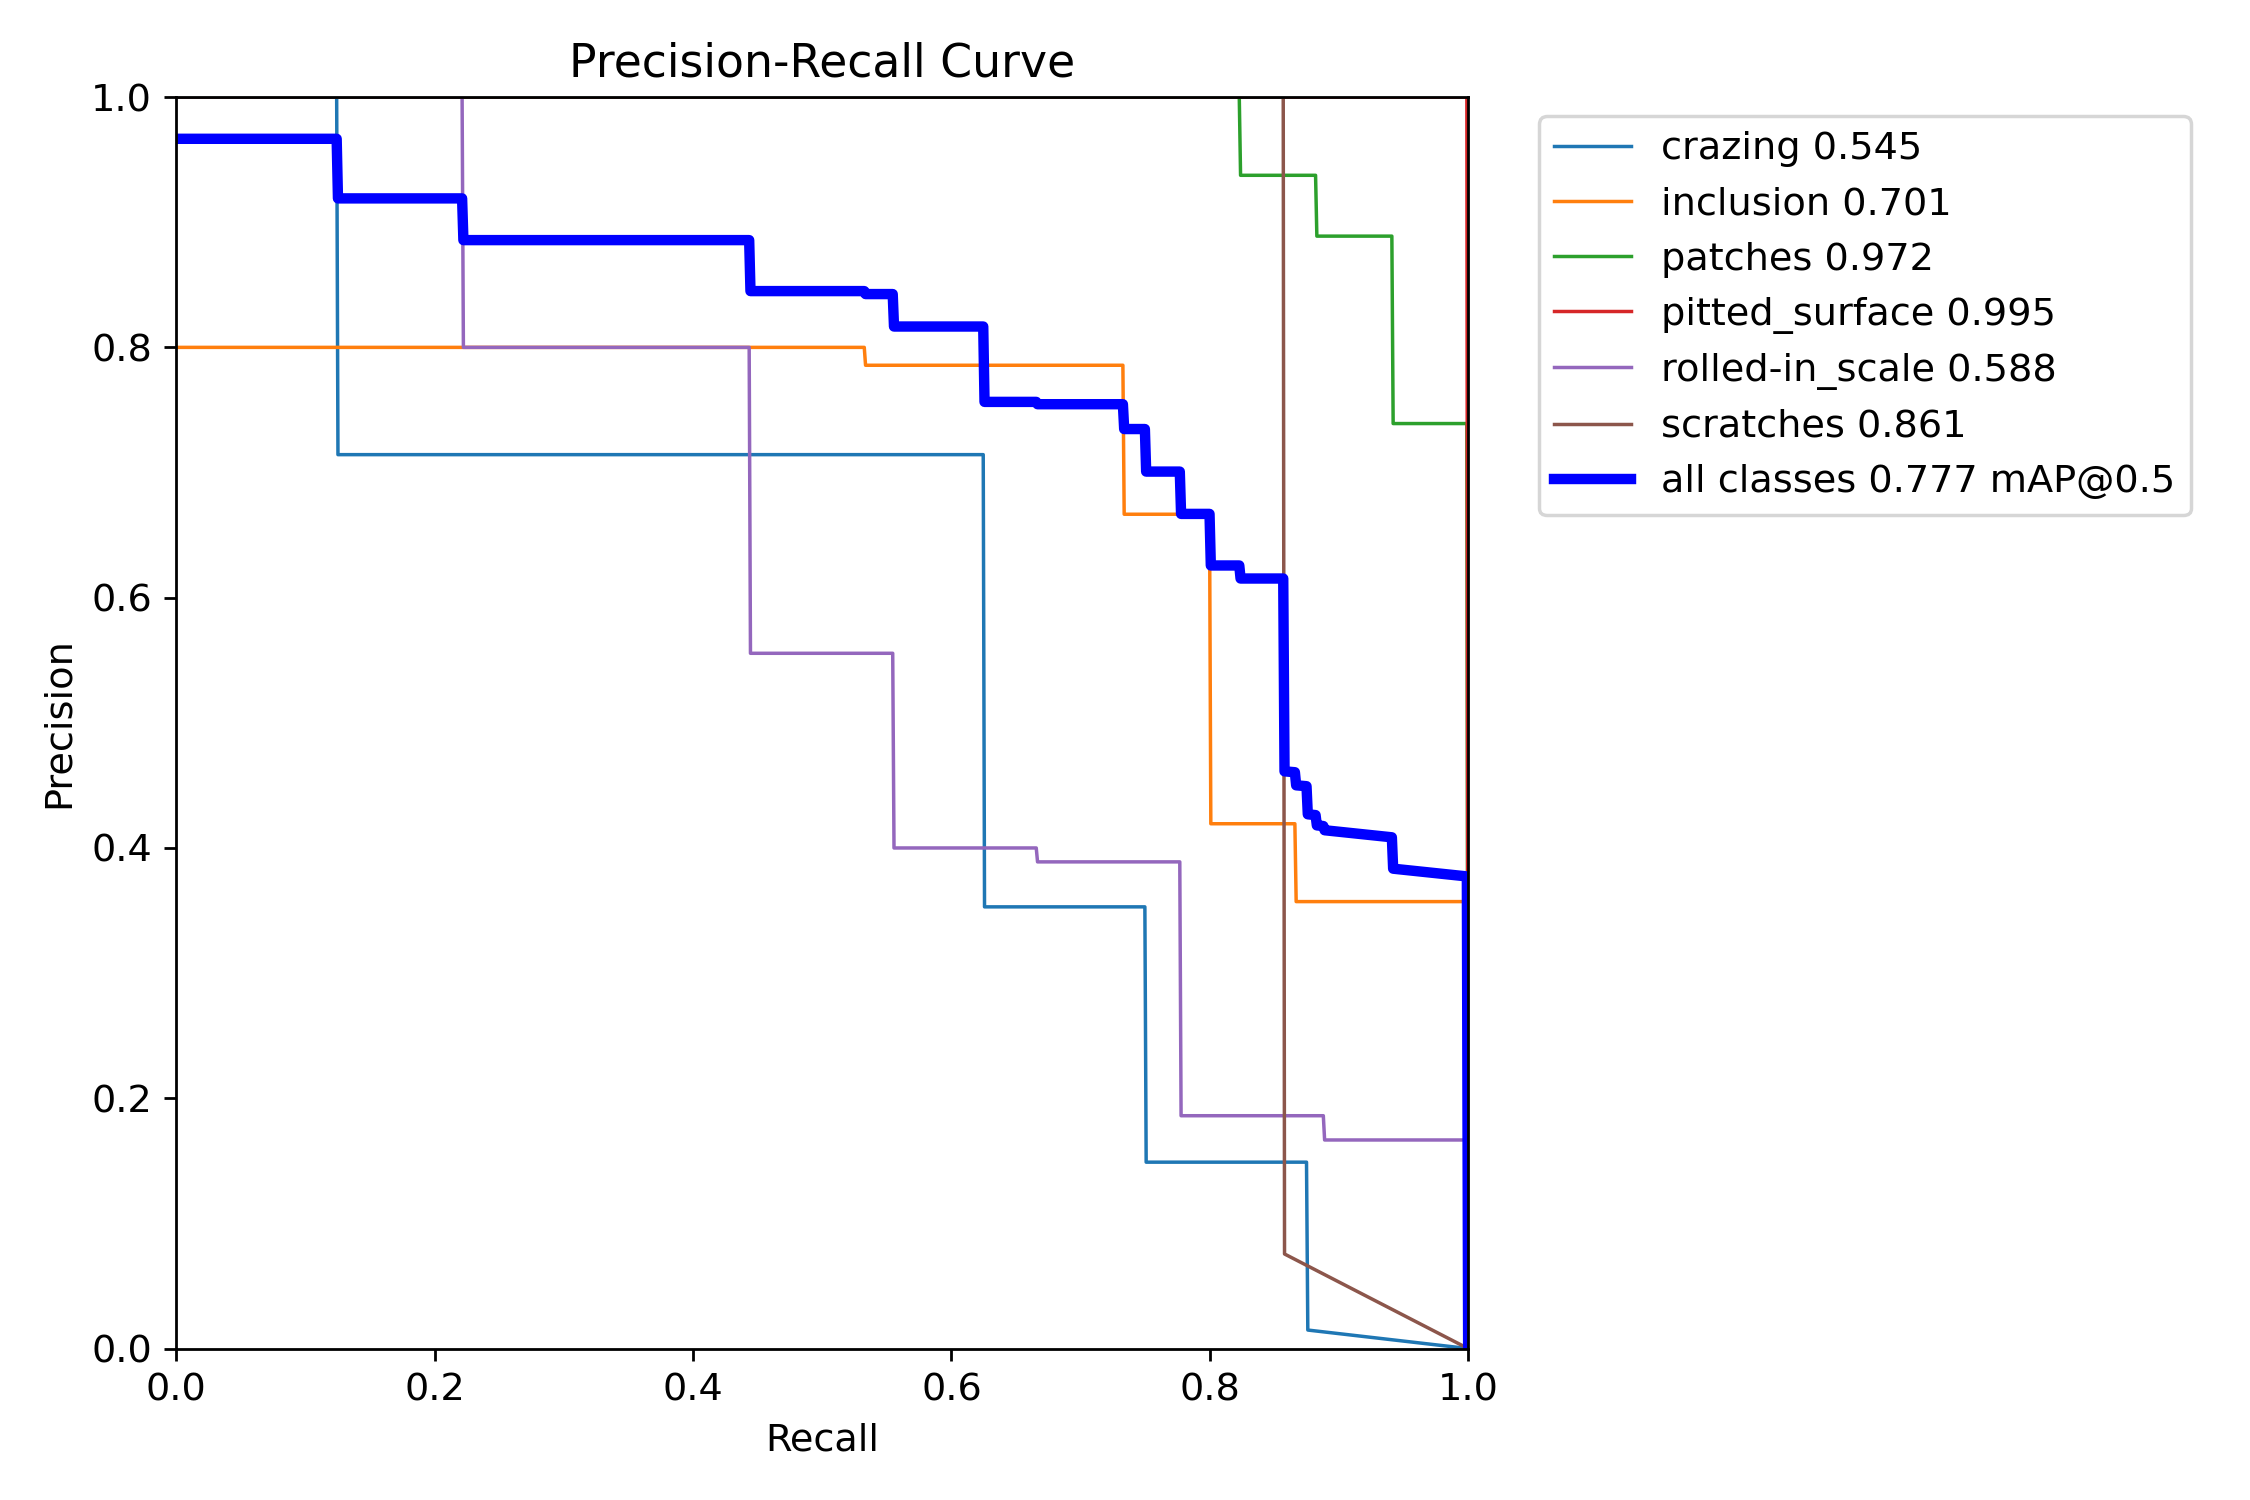 Precision-Recall Curve
1.0
0.8
0.6
0.4
0.2
0.0
Precision
0.0 0.2 0.4 0.6 0.8 1.0
Recall
crazing 0.545
inclusion 0.701
patches 0.972
pitted_surface 0.995
rolled-in_scale 0.588
scratches 0.861
all classes 0.777 mAP@0.5